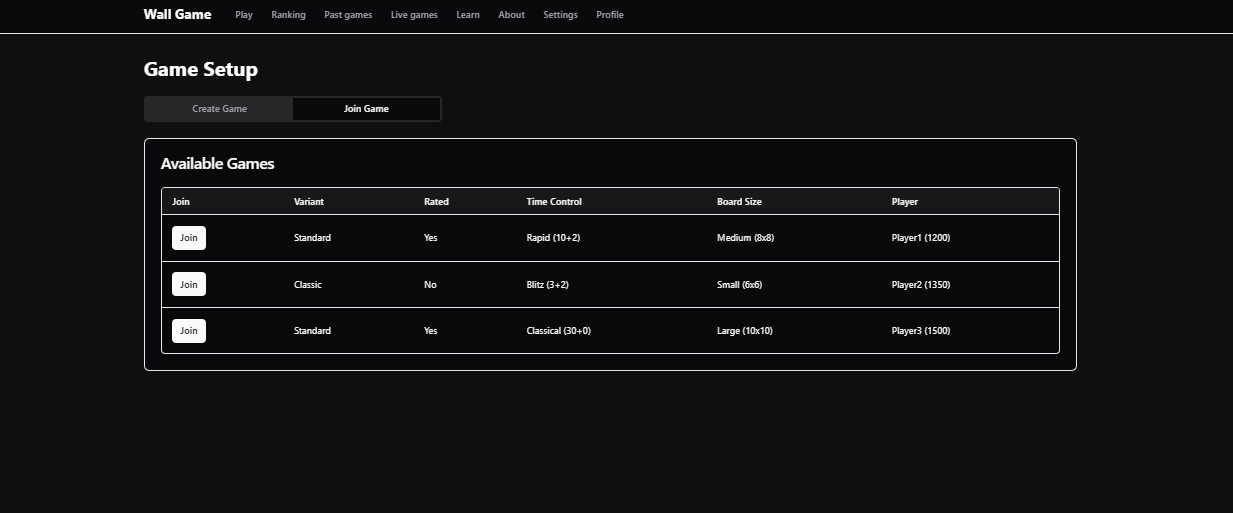 Wall Game Play Ranking Past games Live games Learn About Settings Profile
Game Setup
Create Game Join Game
Available Games
Join Variant Rated Time Control Board Size Player
Join Standard Yes Rapid (10+2) Medium (8x8) Player1 (1200)
Join Classic No Blitz (3+2) Small (6x6) Player2 (1350)
Join Standard Yes Classical (30+0) Large (10x10) Player3 (1500)